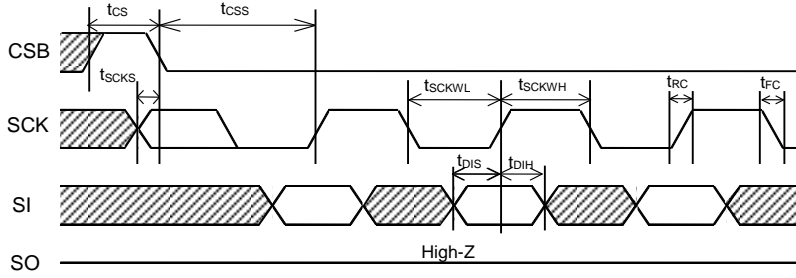 tCS
tCSS
CSB
tSCKS
tSCKWL
tSCKWH
tRC
tFC
SCK
tDIS
tDIH
SI
High-Z
SO